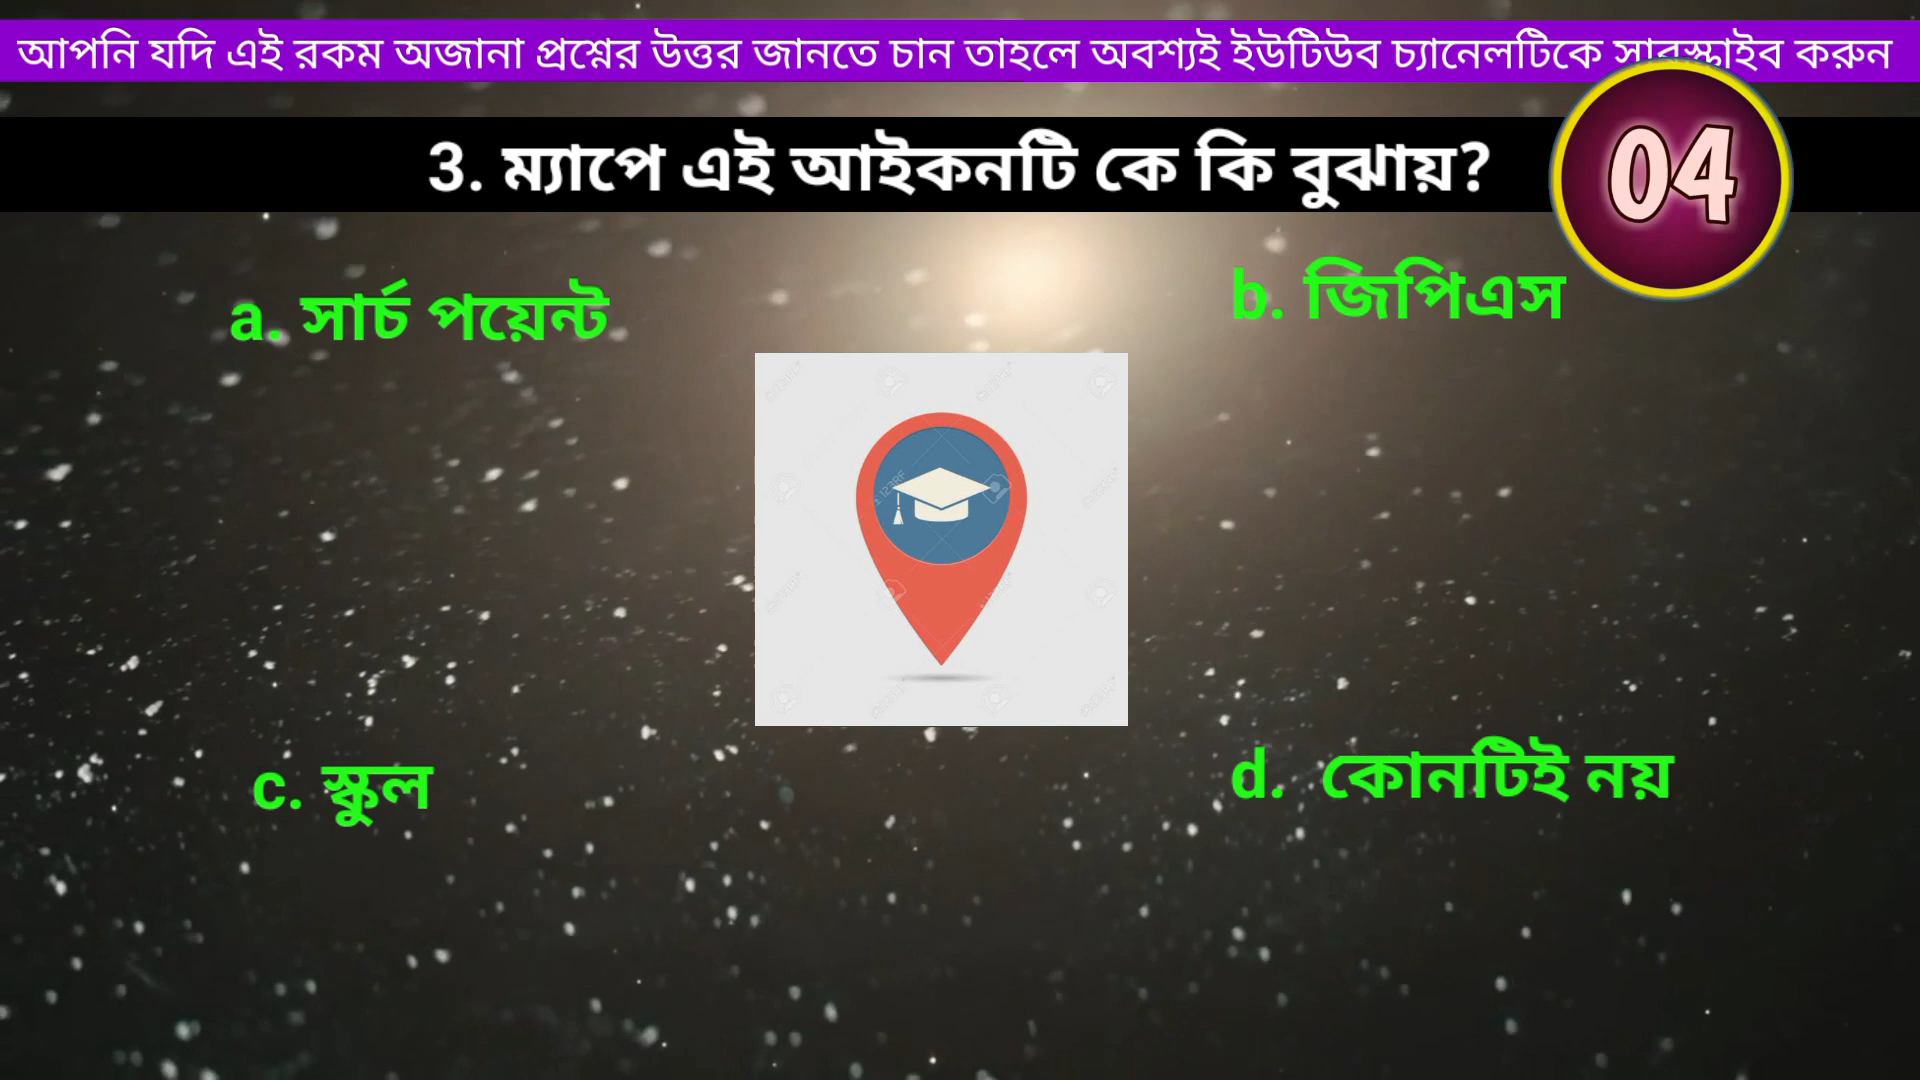 আপনি যদি এই রকম অজানা প্রশ্নের উত্তর জানতে চান তাহলে অবশ্যই ইউটিউব চ্যানেলটিকে সাবস্ক্রাইব করুন
3. ম্যাপে এই আইকনটি কে কি বুঝায়?
04
a. সার্চ পয়েন্ট
b. জিপিএস
c. স্কুল
d. কোনটিই নয়